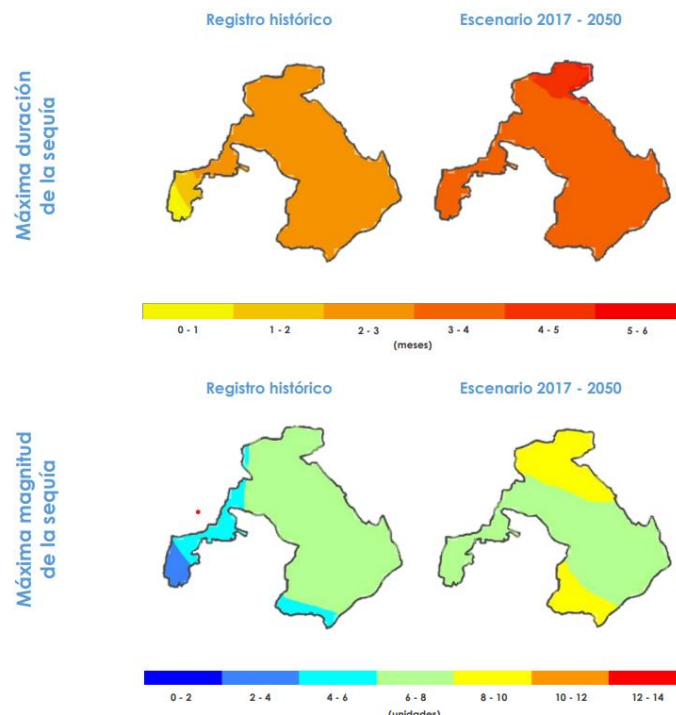 Registro histórico
Escenario 2017 - 2050
Máxima duración
de la sequía
0 - 1
1 - 2
2 - 3
3 - 4
4 - 5
5 - 6
(meses)
Registro histórico
Escenario 2017 - 2050
Máxima magnitud
de la sequía
0 - 2
2 - 4
4 - 6
6 - 8
8 - 10
10 - 12
12 - 14
(unidades)